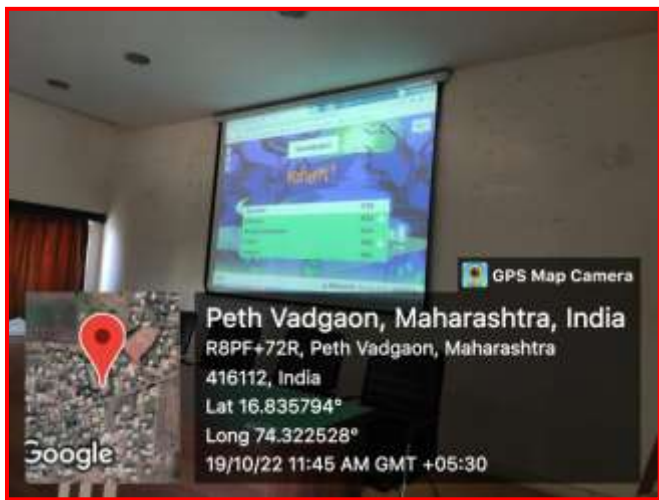 GPS Map Camera
Peth Vadgaon, Maharashtra, India
R8PF+72R, Peth Vadgaon, Maharashtra
416112, India
Lat 16.835794°
Long 74.322528°
Google
19/10/22 11:45 AM GMT +05:30